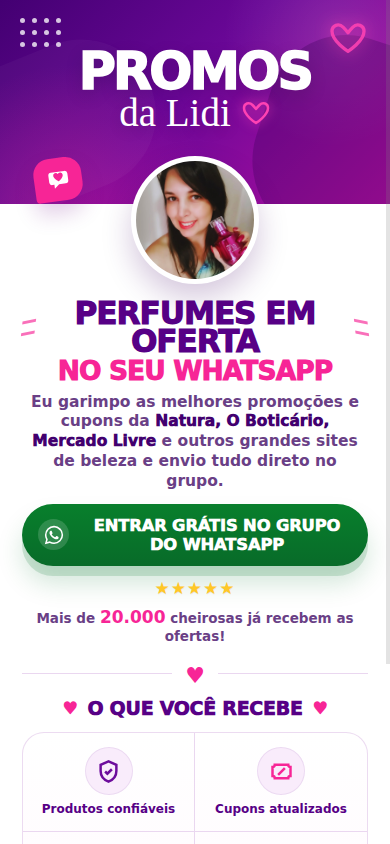 PROMOS
da Lidi
PERFUMES EM
OFERTA
NO SEU WHATSAPP
Eu garimpo as melhores promoções e
cupons da Natura, O Boticário,
Mercado Livre e outros grandes sites
de beleza e envio tudo direto no
grupo.
ENTRAR GRÁTIS NO GRUPO
DO WHATSAPP
★★★★★
Mais de 20.000 cheirosas já recebem as
ofertas!
O QUE VOCÊ RECEBE
Produtos confiáveis
Cupons atualizados